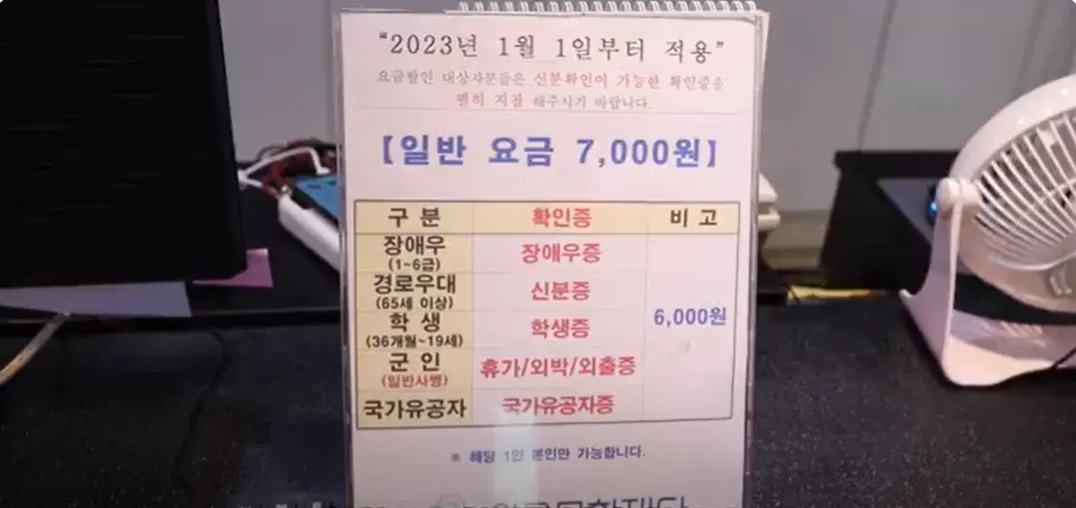 “2023년 1월 1일부터 적용”
요금할인 대상자분들은 신분확인이 가능한 확인증을
필히 지참 해주시기 바랍니다.
【일반 요금 7,000원】
구 분 확인증 비 고
장애우
(1~6급)
장애우증
경로우대
(65세 이상)
신분증
학 생
(36개월~19세)
학생증
6,000원
군 인
(일반사병)
휴가/외박/외출증
국가유공자 국가유공자증
※ 해당 1인 본인만 가능합니다.